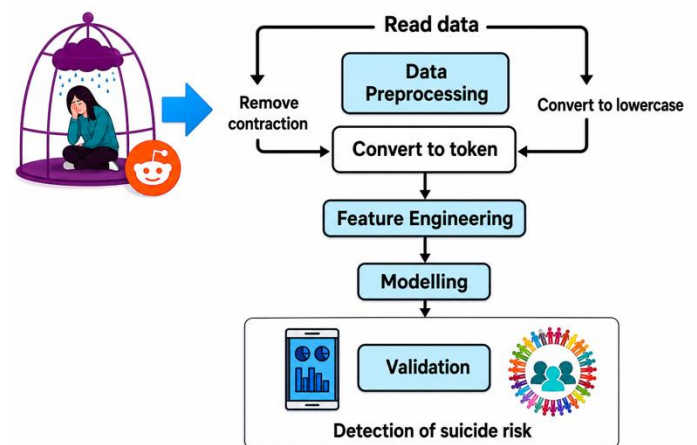 Read data
Data
Preprocessing
Remove
contraction
Convert to lowercase
Convert to token
Feature Engineering
Modelling
Validation
Detection of suicide risk